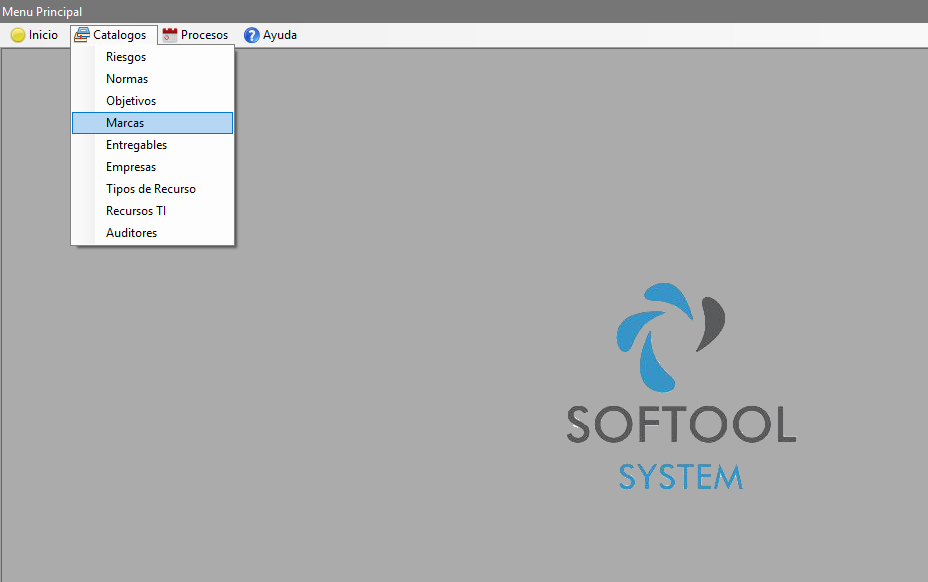 Menu Principal
Inicio Catalogos Procesos Ayuda
Riesgos
Normas
Objetivos
Marcas
Entregables
Empresas
Tipos de Recurso
Recursos TI
Auditores
SOFTOOL
SYSTEM